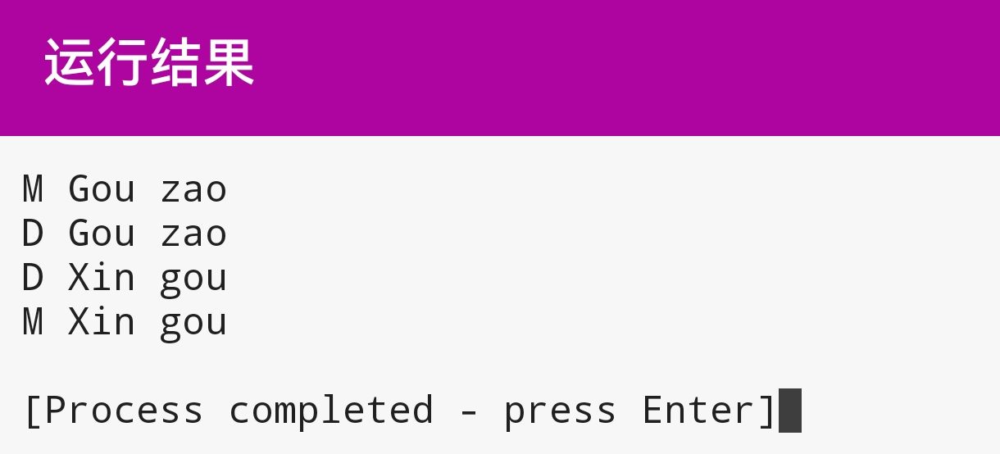 运行结果
M Gou zao
D Gou zao
D Xin gou
M Xin gou
[Process completed - press Enter]